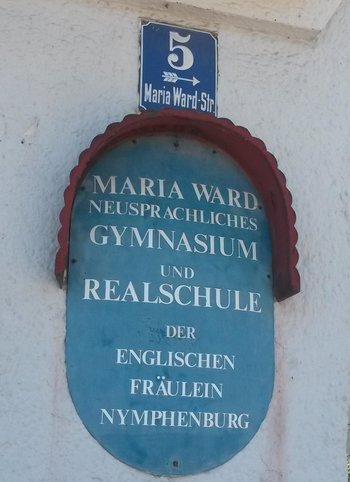 5
Maria Ward-Str.
MARIA WARD
NEUSPRACHLICHES
GYMNASIUM
UND
REALSCHULE
DER
ENGLISCHEN
FRÄULEIN
NYMPHENBURG